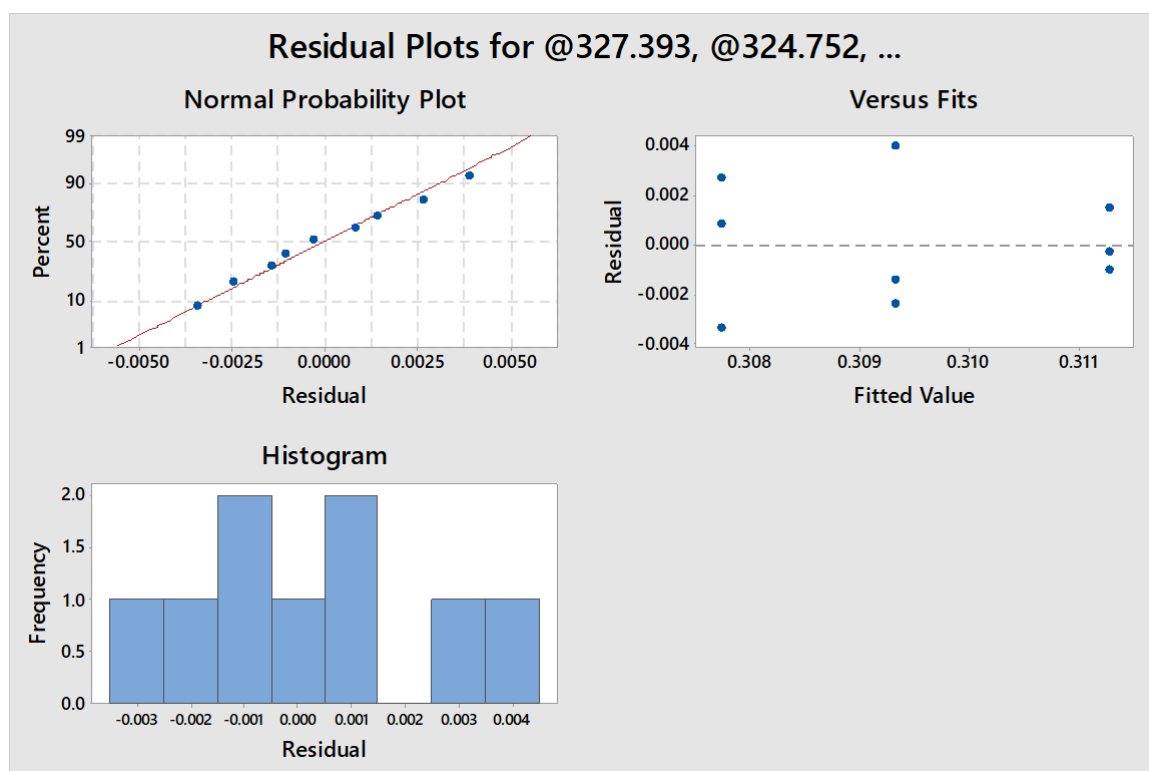 Residual Plots for @327.393, @324.752, ...
Normal Probability Plot
99
90
50
10
1
Percent
-0.0050 -0.0025 0.0000 0.0025 0.0050
Residual
Versus Fits
0.004
0.002
0.000
-0.002
-0.004
Residual
0.308 0.309 0.310 0.311
Fitted Value
Histogram
2.0
1.5
1.0
0.5
0.0
Frequency
-0.003 -0.002 -0.001 0.000 0.001 0.002 0.003 0.004
Residual